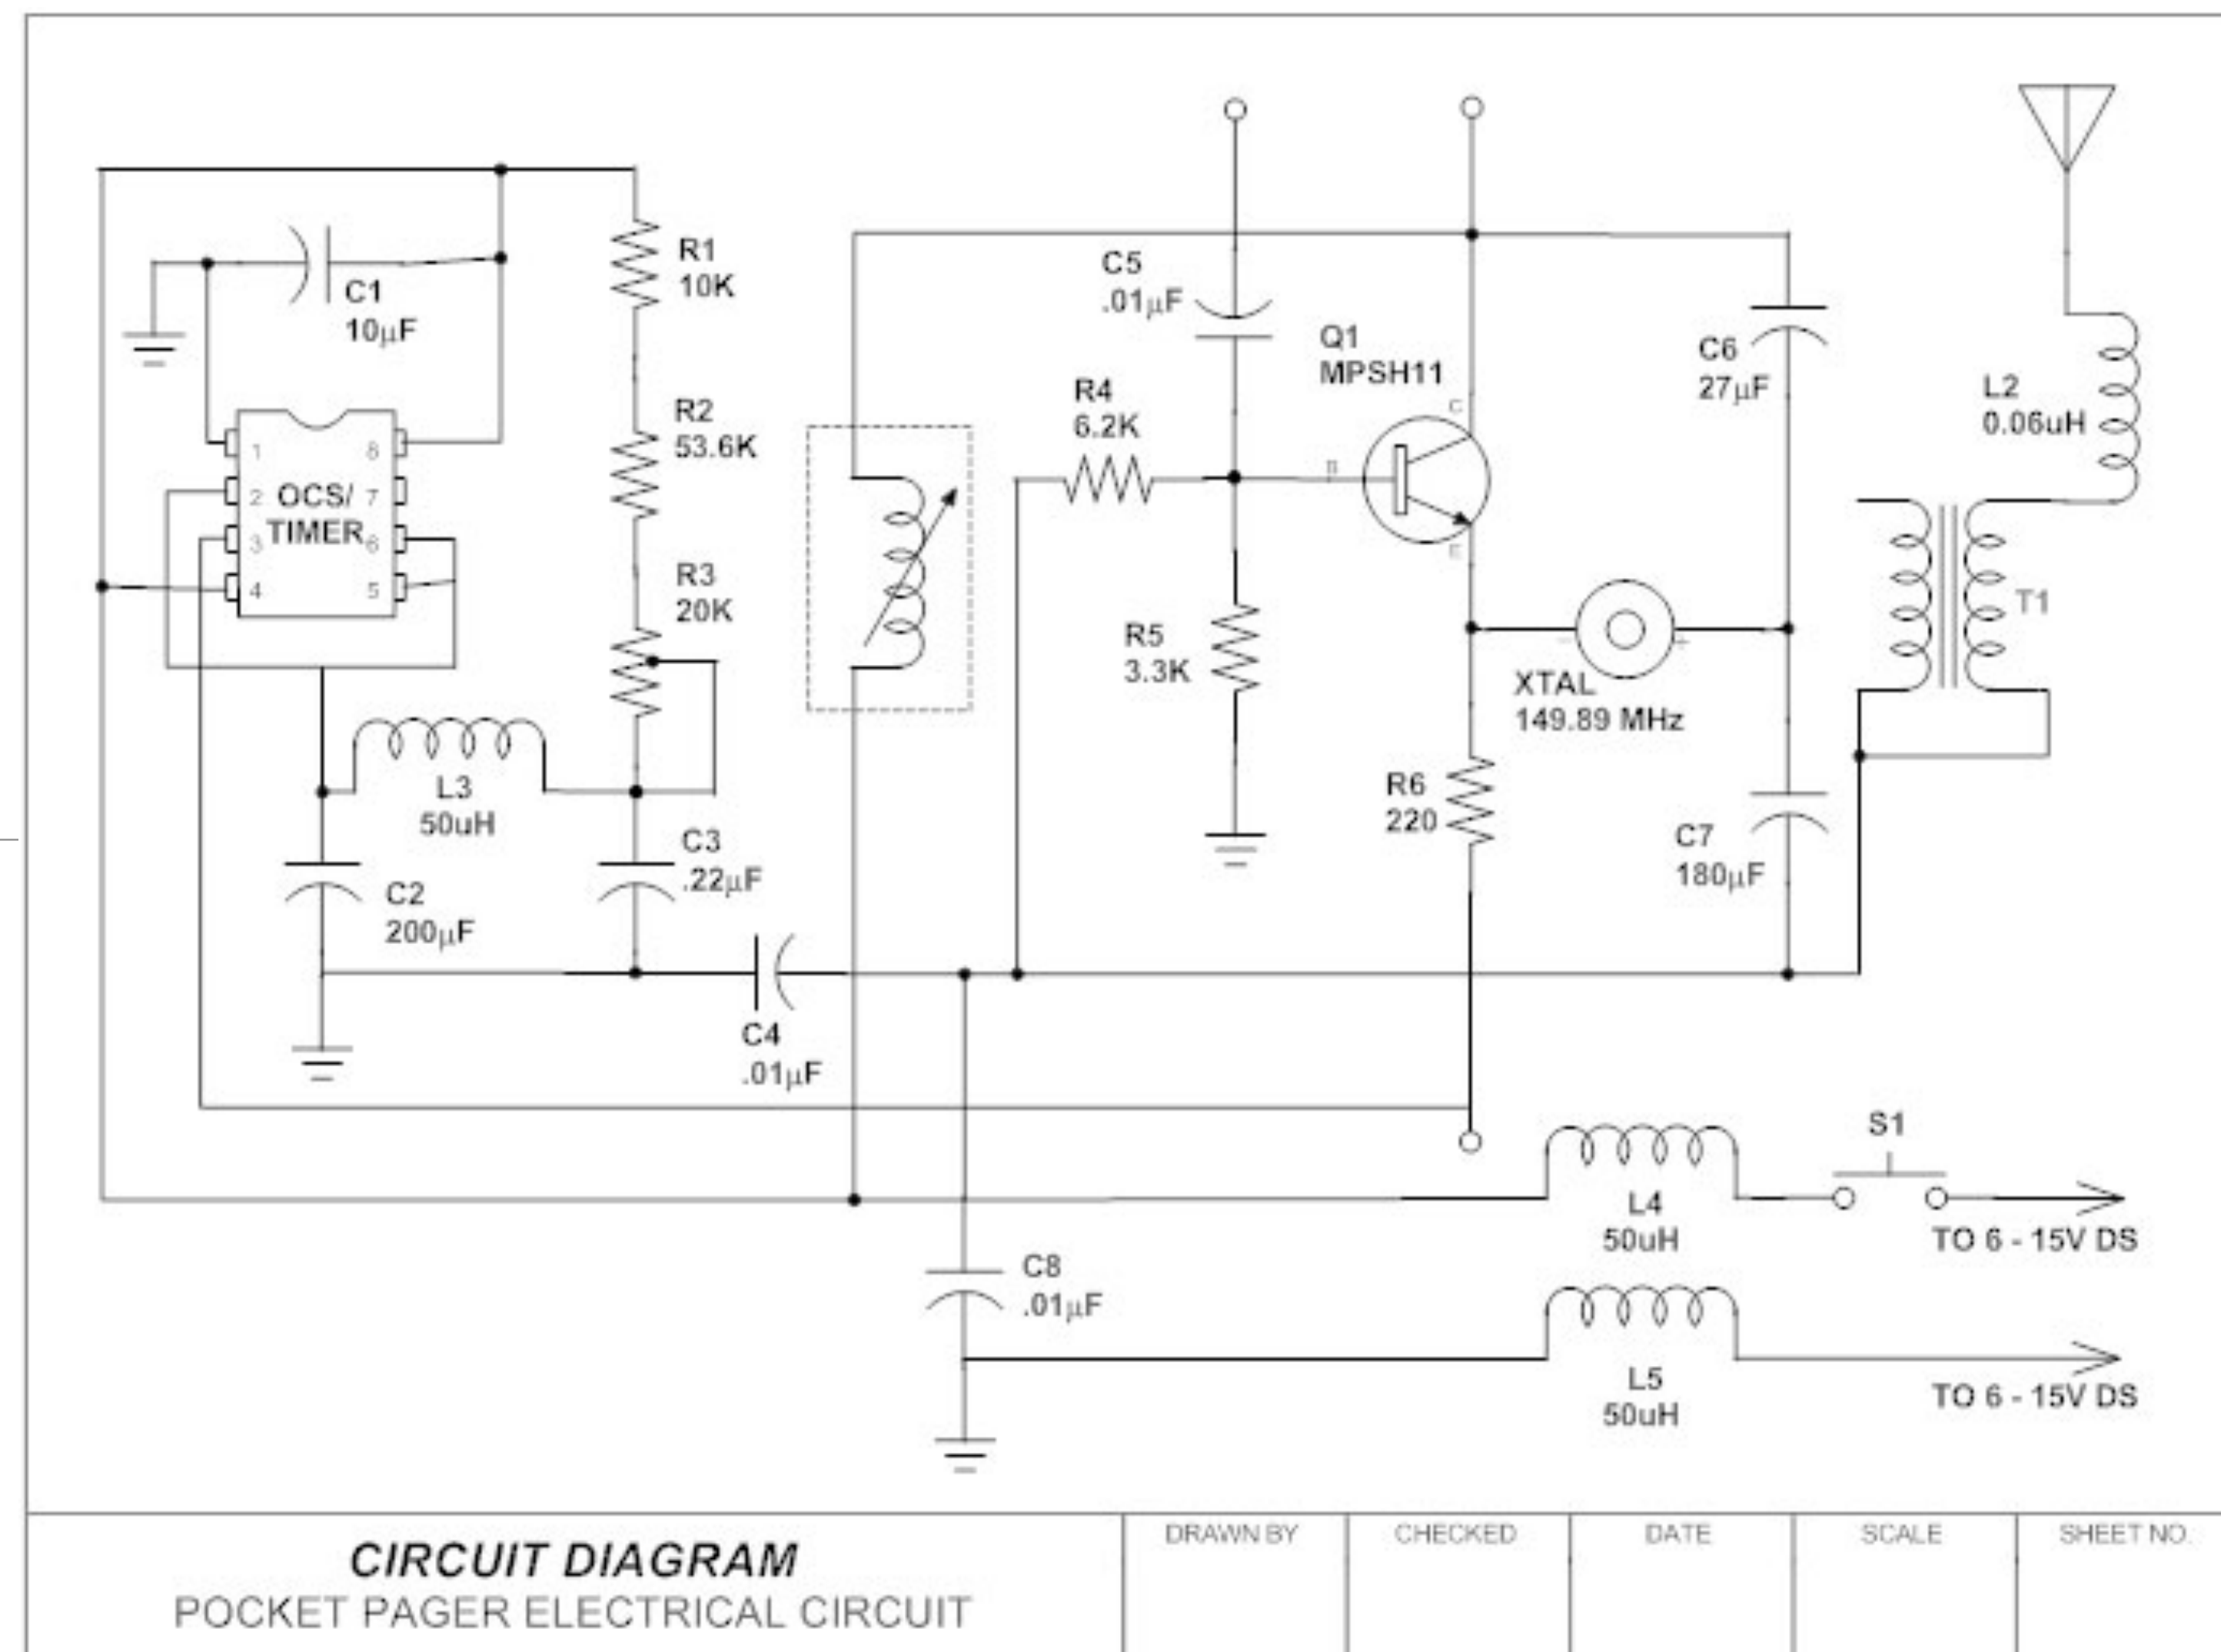 R1
10K
C1
10µF
C5
.01µF
Q1
MPSH11
C
C6
27µF
R4
6.2K
L2
0.06uH
R2
53.6K
B
1
8
2
OCS/
7
3
TIMER
6
4
5
E
R3
20K
T1
R5
3.3K
-
+
XTAL
149.89 MHz
L3
50uH
R6
220
C3
.22µF
C7
180µF
C2
200µF
C4
.01µF
S1
L4
50uH
TO 6 - 15V DS
C8
.01µF
L5
50uH
TO 6 - 15V DS
CIRCUIT DIAGRAM
POCKET PAGER ELECTRICAL CIRCUIT
DRAWN BY
CHECKED
DATE
SCALE
SHEET NO.